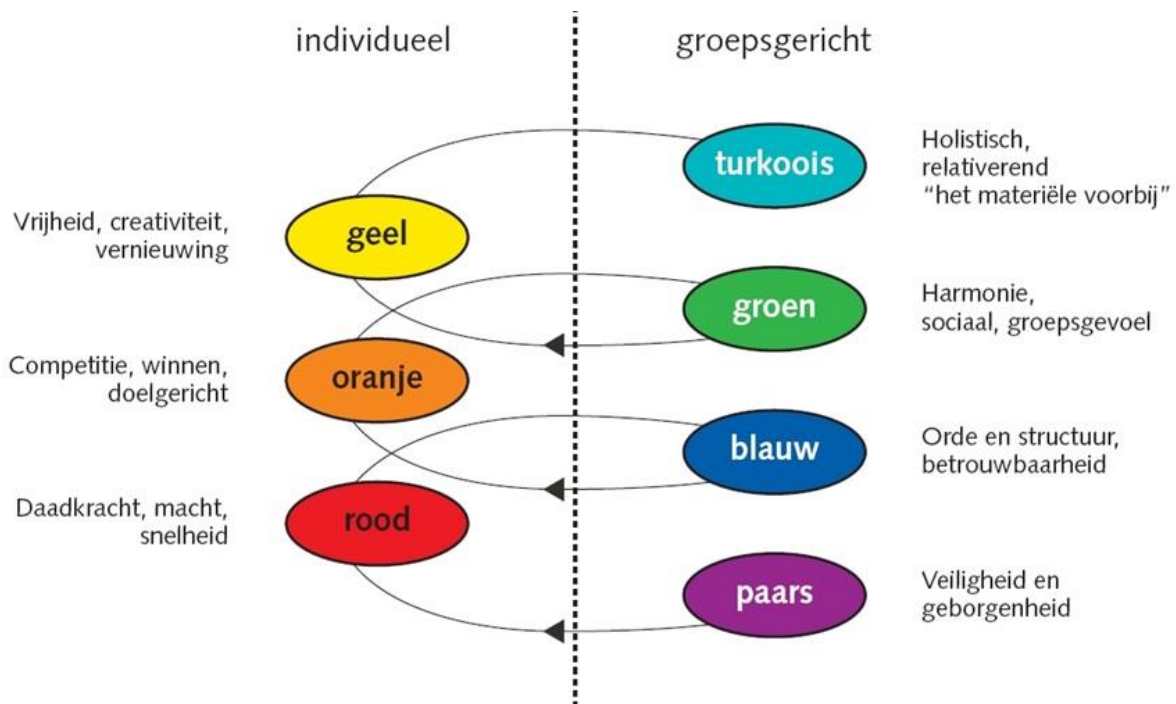 individueel
groepsgericht
turkoois
Holistisch,
relativerend
“het materiële voorbij”
Vrijheid, creativiteit,
vernieuwing
geel
groen
Harmonie,
sociaal, groepsgevoel
Competitie, winnen,
doelgericht
oranje
blauw
Orde en structuur,
betrouwbaarheid
Daadkracht, macht,
snelheid
rood
paars
Veiligheid en
geborgenheid